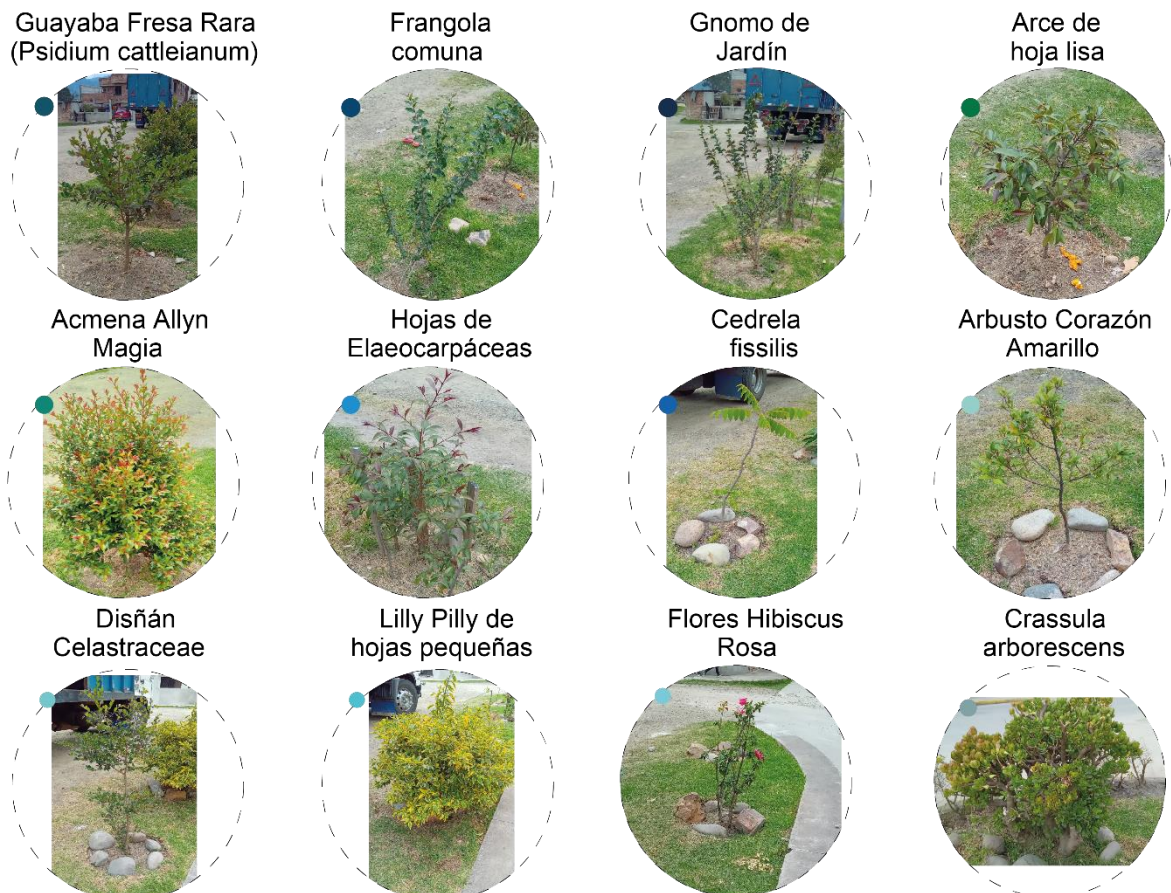 Guayaba Fresa Rara
(Psidium cattleianum)
Frangola
comuna
Gnomo de
Jardín
Arce de
hoja lisa
Acmena Allyn
Magia
Hojas de
Elaeocarpáceas
Cedrela
fissilis
Arbusto Corazón
Amarillo
Disñán
Celastraceae
Lilly Pilly de
hojas pequeñas
Flores Hibiscus
Rosa
Crassula
arborescens